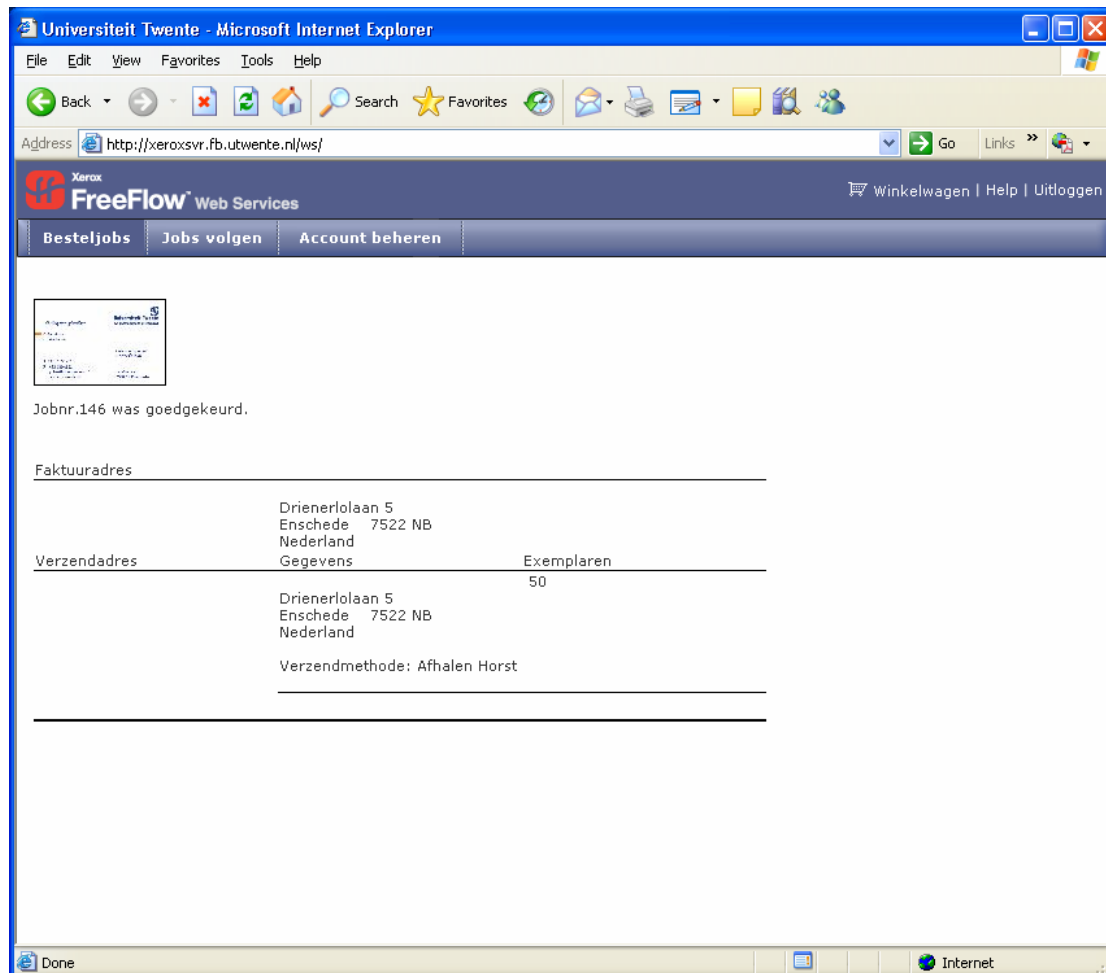 Universiteit Twente - Microsoft Internet Explorer
File Edit View Favorites Tools Help
Back Search Favorites
Address http://xeroxsvr.fb.utwente.nl/ws/ Go Links »
Xerox
FreeFlow™ Web Services
Winkelwagen | Help | Uitloggen
Besteljobs Jobs volgen Account beheren
Universiteit Twente
Jobnr.146 was goedgekeurd.
Faktuuradres
Drienerlolaan 5
Enschede 7522 NB
Nederland
Verzendadres Gegevens Exemplaren
50
Drienerlolaan 5
Enschede 7522 NB
Nederland
Verzendmethode: Afhalen Horst
Done Internet